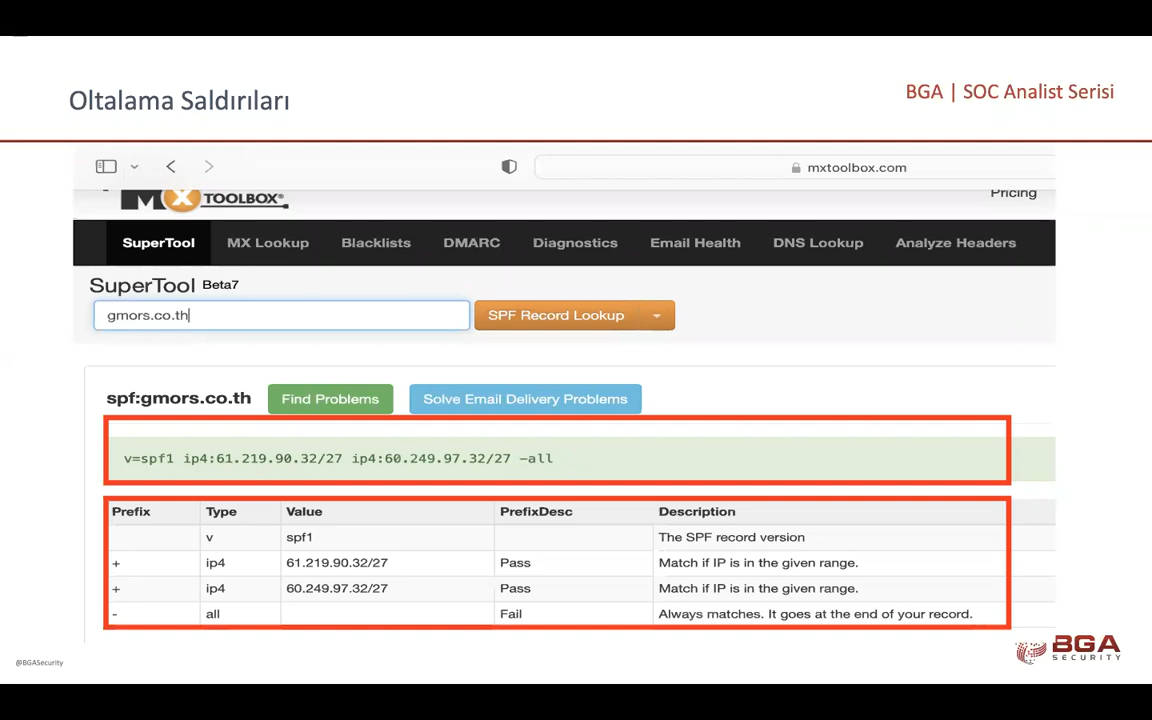 Oltalama Saldırıları
BGA | SOC Analist Serisi
mxtoolbox.com
MX TOOLBOX®
Pricing
SuperTool MX Lookup Blacklists DMARC Diagnostics Email Health DNS Lookup Analyze Headers
SuperTool Beta7
gmors.co.th
SPF Record Lookup
spf:gmors.co.th Find Problems Solve Email Delivery Problems
v=spf1 ip4:61.219.90.32/27 ip4:60.249.97.32/27 -all
Prefix Type Value PrefixDesc Description
v spf1 The SPF record version
+ ip4 61.219.90.32/27 Pass Match if IP is in the given range.
+ ip4 60.249.97.32/27 Pass Match if IP is in the given range.
- all Fail Always matches. It goes at the end of your record.
@BGASecurity
BGA
SECURITY